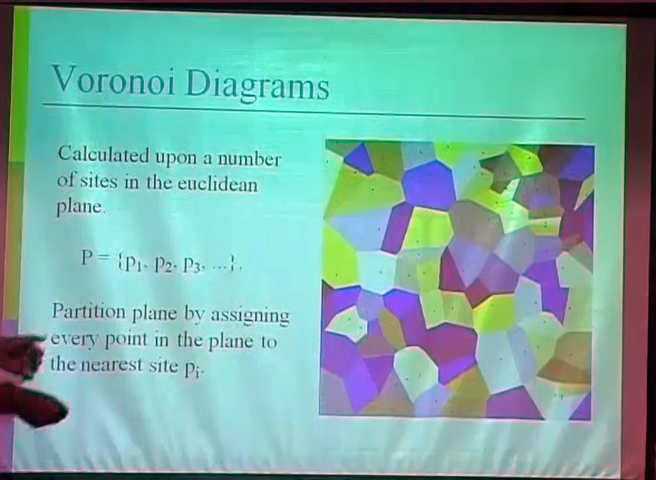 Voronoi Diagrams
Calculated upon a number
of sites in the euclidean
plane.
P = {p₁, p₂, p₃, ...}.
Partition plane by assigning
every point in the plane to
the nearest site pᵢ.